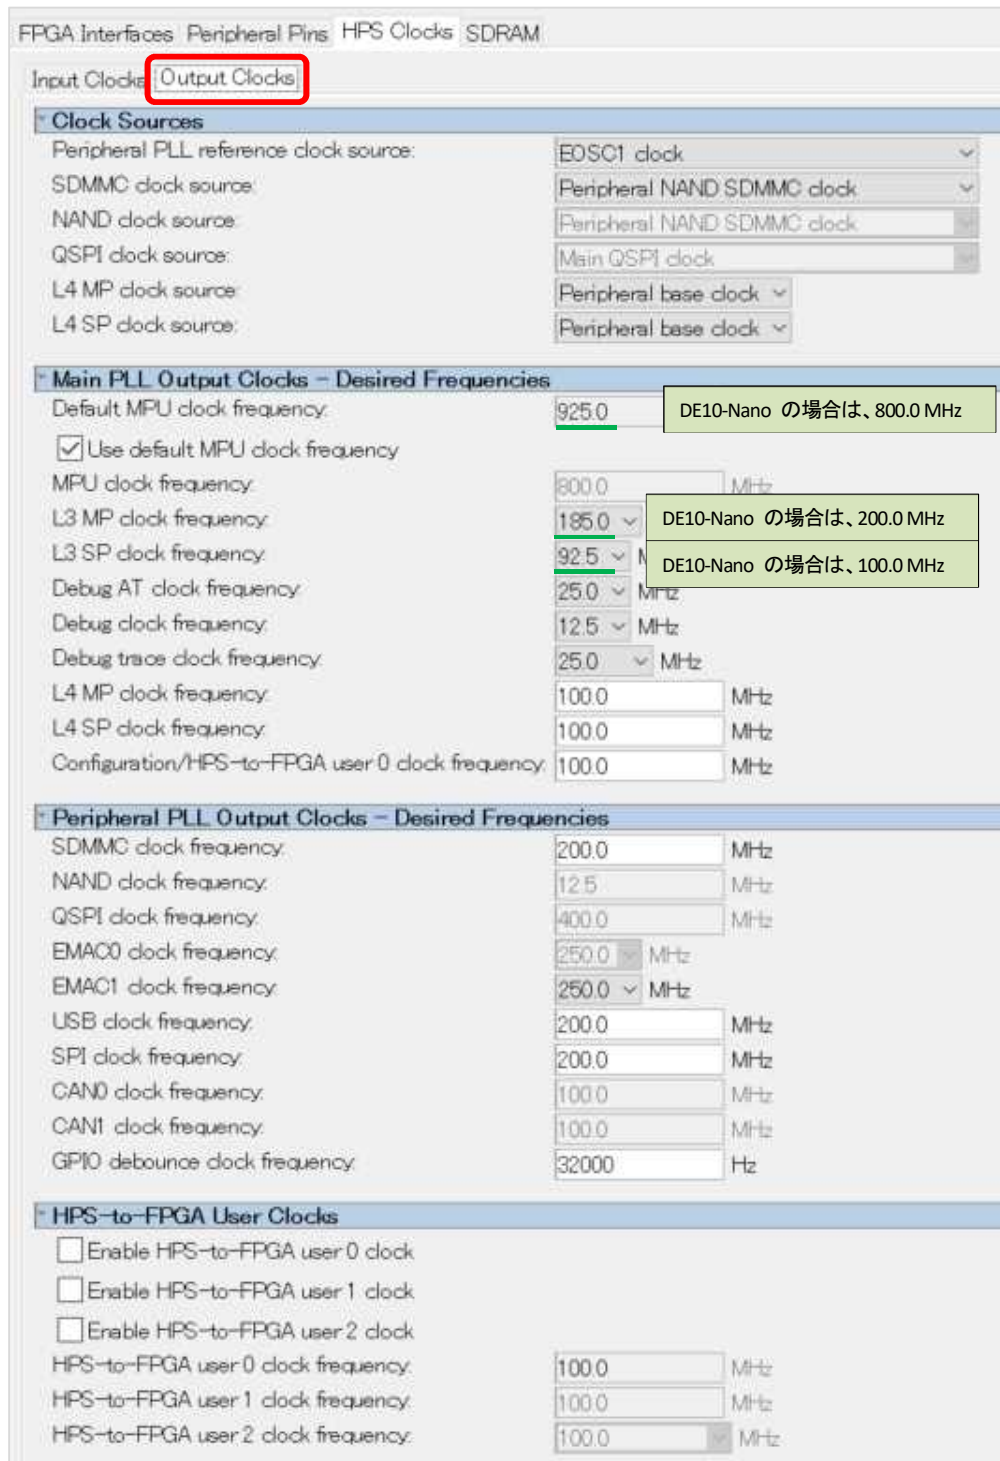 FPGA Interfaces Peripheral Pins HPS Clocks SDRAM
Input Clocks Output Clocks
Clock Sources
Peripheral PLL reference clock source: EOSC1 clock
SDMMC clock source: Peripheral NAND SDMMC clock
NAND clock source: Peripheral NAND SDMMC clock
QSPI clock source: Main QSPI clock
L4 MP clock source: Peripheral base clock
L4 SP clock source: Peripheral base clock
Main PLL Output Clocks - Desired Frequencies
Default MPU clock frequency: 925.0 DE10-Nano の場合は、800.0 MHz
Use default MPU clock frequency
MPU clock frequency: 800.0 MHz
L3 MP clock frequency: 185.0 DE10-Nano の場合は、200.0 MHz
L3 SP clock frequency: 92.5 DE10-Nano の場合は、100.0 MHz
Debug AT clock frequency: 25.0 MHz
Debug clock frequency: 12.5 MHz
Debug trace clock frequency: 25.0 MHz
L4 MP clock frequency: 100.0 MHz
L4 SP clock frequency: 100.0 MHz
Configuration/HPS-to-FPGA user 0 clock frequency: 100.0 MHz
Peripheral PLL Output Clocks - Desired Frequencies
SDMMC clock frequency: 200.0 MHz
NAND clock frequency: 12.5 MHz
QSPI clock frequency: 400.0 MHz
EMAC0 clock frequency: 250.0 MHz
EMAC1 clock frequency: 250.0 MHz
USB clock frequency: 200.0 MHz
SPI clock frequency: 200.0 MHz
CAN0 clock frequency: 100.0 MHz
CAN1 clock frequency: 100.0 MHz
GPIO debounce clock frequency: 32000 Hz
HPS-to-FPGA User Clocks
Enable HPS-to-FPGA user 0 clock
Enable HPS-to-FPGA user 1 clock
Enable HPS-to-FPGA user 2 clock
HPS-to-FPGA user 0 clock frequency: 100.0 MHz
HPS-to-FPGA user 1 clock frequency: 100.0 MHz
HPS-to-FPGA user 2 clock frequency: 100.0 MHz